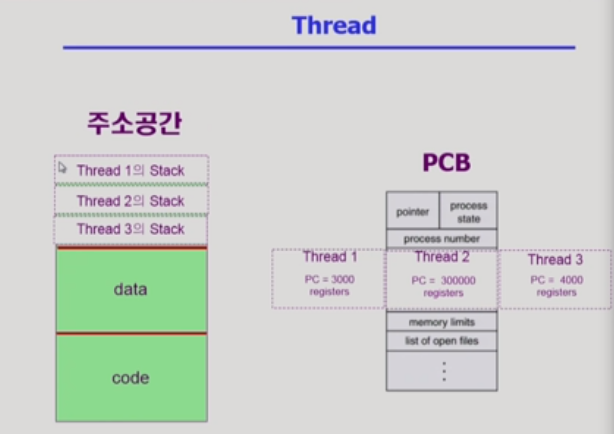 Thread
주소공간
Thread 1의 Stack
Thread 2의 Stack
Thread 3의 Stack
data
code
PCB
pointer
process
state
process number
Thread 1
PC = 3000
registers
Thread 2
PC = 300000
registers
Thread 3
PC = 4000
registers
memory limits
list of open files